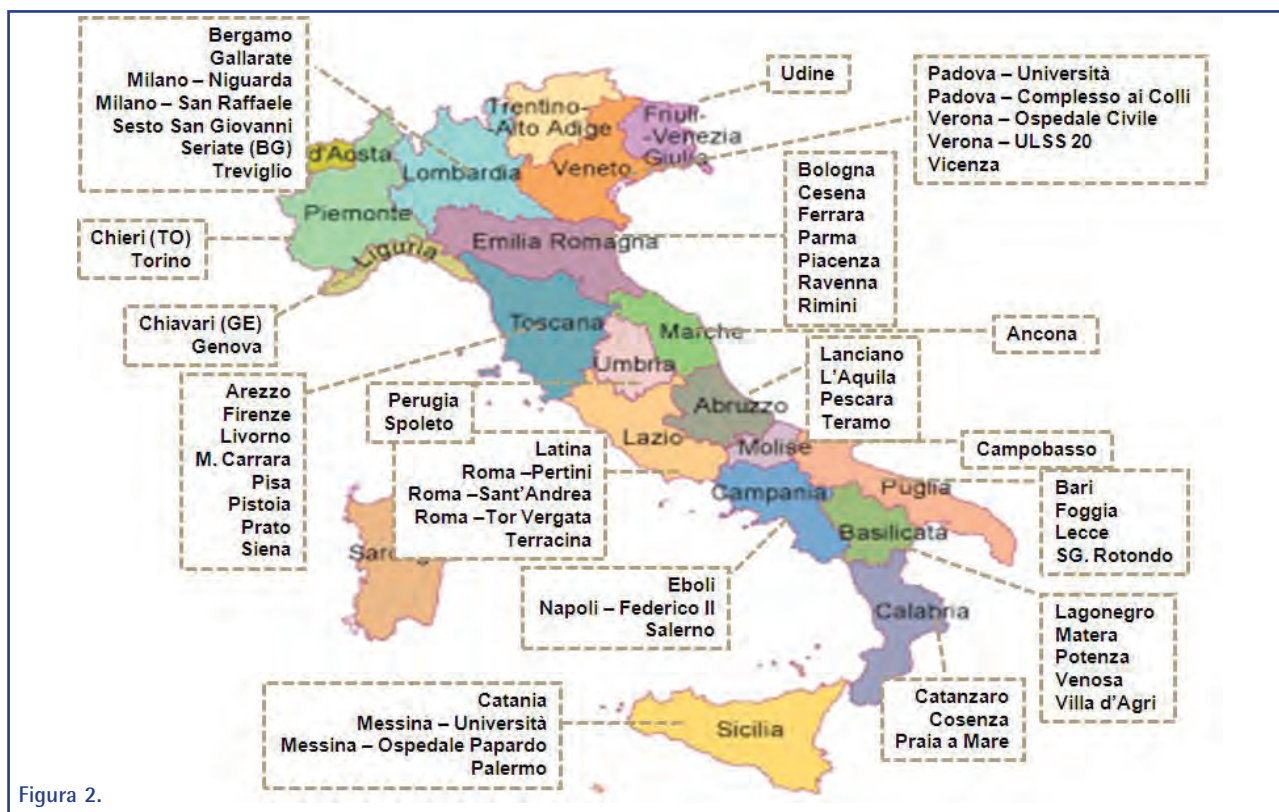 Bergamo
Gallarate
Milano – Niguarda
Milano – San Raffaele
Sesto San Giovanni
Seriate (BG)
Treviglio
Udine
Padova – Università
Padova – Complesso ai Colli
Verona – Ospedale Civile
Verona – ULSS 20
Vicenza
Trentino-
-Alto Adige
Friuli-
-Venezia
Giulia
d'Aosta
Lombardia
Veneto
Piemonte
Bologna
Cesena
Ferrara
Parma
Piacenza
Ravenna
Rimini
Chieri (TO)
Torino
Liguria
Emilia Romagna
Chiavari (GE)
Genova
Toscana
Marche
Ancona
Umbria
Arezzo
Firenze
Livorno
M. Carrara
Pisa
Pistoia
Prato
Siena
Perugia
Spoleto
Lanciano
L'Aquila
Pescara
Teramo
Abruzzo
Lazio
Molise
Campobasso
Latina
Roma –Pertini
Roma –Sant'Andrea
Roma –Tor Vergata
Terracina
Campania
Puglia
Bari
Foggia
Lecce
SG. Rotondo
Basilicata
Eboli
Napoli – Federico II
Salerno
Calabria
Lagonegro
Matera
Potenza
Venosa
Villa d'Agri
Catania
Messina – Università
Messina – Ospedale Papardo
Palermo
Sicilia
Catanzaro
Cosenza
Praia a Mare
Figura 2.